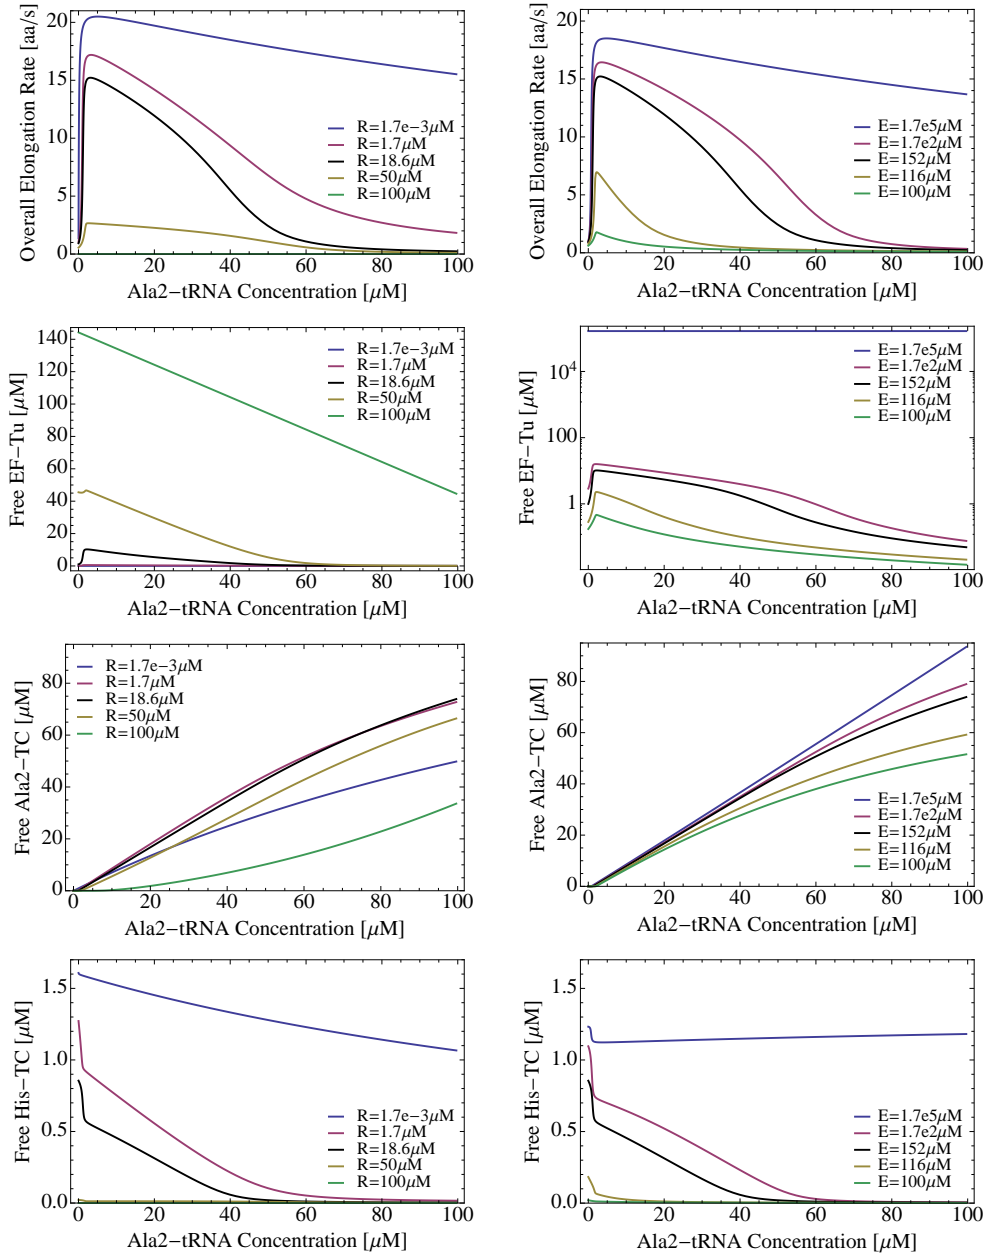 Overall Elongation Rate [aa/s]
20
15
10
5
0
R=1.7e−3μM
R=1.7μM
R=18.6μM
R=50μM
R=100μM
0 20 40 60 80 100
Ala2−tRNA Concentration [μM]
Overall Elongation Rate [aa/s]
20
15
10
5
0
E=1.7e5μM
E=1.7e2μM
E=152μM
E=116μM
E=100μM
0 20 40 60 80 100
Ala2−tRNA Concentration [μM]
Free EF−Tu [μM]
140
120
100
80
60
40
20
0
R=1.7e−3μM
R=1.7μM
R=18.6μM
R=50μM
R=100μM
0 20 40 60 80 100
Ala2−tRNA Concentration [μM]
Free EF−Tu [μM]
10^4
100
1
E=1.7e5μM
E=1.7e2μM
E=152μM
E=116μM
E=100μM
0 20 40 60 80 100
Ala2−tRNA Concentration [μM]
Free Ala2−TC [μM]
80
60
40
20
0
R=1.7e−3μM
R=1.7μM
R=18.6μM
R=50μM
R=100μM
0 20 40 60 80 100
Ala2−tRNA Concentration [μM]
Free Ala2−TC [μM]
80
60
40
20
0
E=1.7e5μM
E=1.7e2μM
E=152μM
E=116μM
E=100μM
0 20 40 60 80 100
Ala2−tRNA Concentration [μM]
Free His−TC [μM]
1.5
1.0
0.5
0.0
R=1.7e−3μM
R=1.7μM
R=18.6μM
R=50μM
R=100μM
0 20 40 60 80 100
Ala2−tRNA Concentration [μM]
Free His−TC [μM]
1.5
1.0
0.5
0.0
E=1.7e5μM
E=1.7e2μM
E=152μM
E=116μM
E=100μM
0 20 40 60 80 100
Ala2−tRNA Concentration [μM]